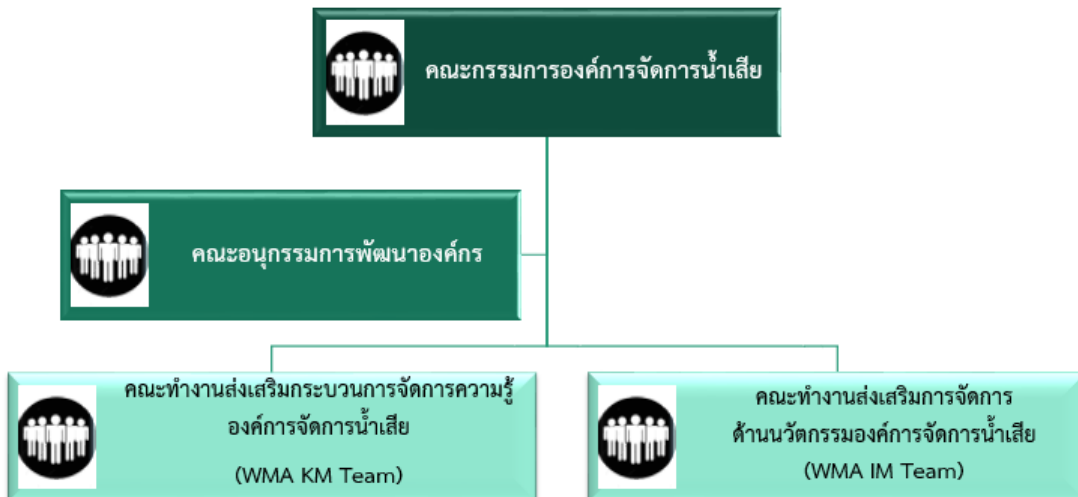 คณะกรรมการองค์การจัดการน้ำเสีย
คณะอนุกรรมการพัฒนาองค์กร
คณะทำงานส่งเสริมกระบวนการจัดการความรู้
องค์การจัดการน้ำเสีย
(WMA KM Team)
คณะทำงานส่งเสริมการจัดการ
ด้านนวัตกรรมองค์การจัดการน้ำเสีย
(WMA IM Team)